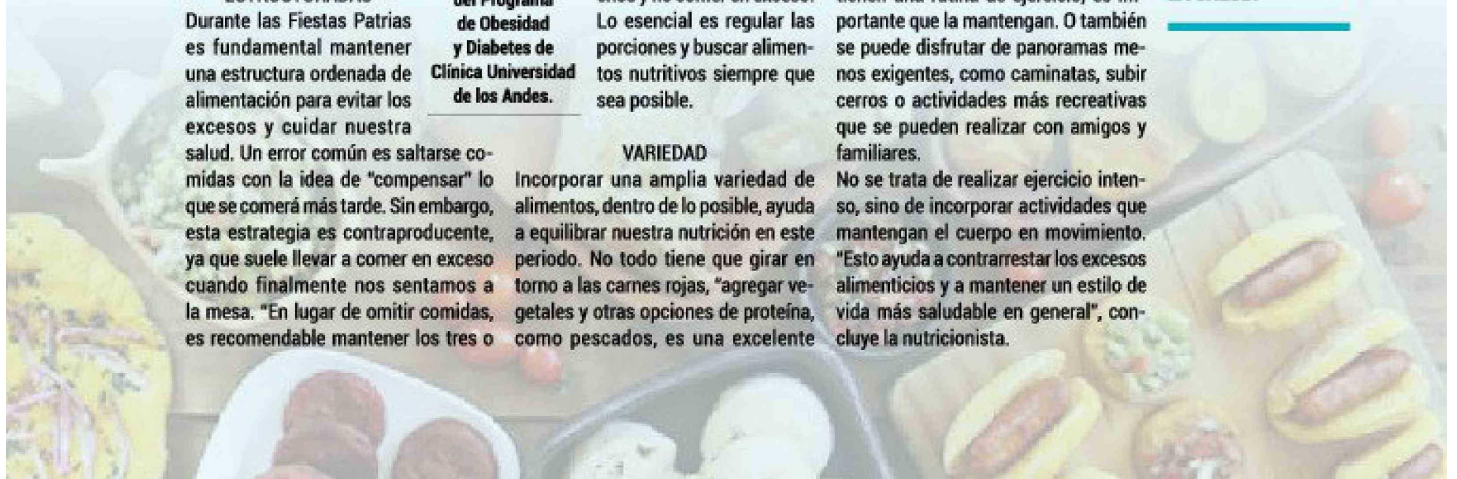 Durante las Fiestas Patrias
es fundamental mantener
una estructura ordenada de
alimentación para evitar los
excesos y cuidar nuestra
salud. Un error común es saltarse co-
midas con la idea de "compensar" lo
que se comerá más tarde. Sin embargo,
esta estrategia es contraproducente,
ya que suele llevar a comer en exceso
cuando finalmente nos sentamos a
la mesa. "En lugar de omitir comidas,
es recomendable mantener los tres o
del Programa
de Obesidad
y Diabetes de
Clínica Universidad
de los Andes.
Lo esencial es regular las
porciones y buscar alimen-
tos nutritivos siempre que
sea posible.
VARIEDAD
Incorporar una amplia variedad de
alimentos, dentro de lo posible, ayuda
a equilibrar nuestra nutrición en este
periodo. No todo tiene que girar en
torno a las carnes rojas, "agregar ve-
getales y otras opciones de proteína,
como pescados, es una excelente
portante que la mantengan. O también
se puede disfrutar de panoramas me-
nos exigentes, como caminatas, subir
cerros o actividades más recreativas
que se pueden realizar con amigos y
familiares.
No se trata de realizar ejercicio inten-
so, sino de incorporar actividades que
mantengan el cuerpo en movimiento.
"Esto ayuda a contrarrestar los excesos
alimenticios y a mantener un estilo de
vida más saludable en general", con-
cluye la nutricionista.